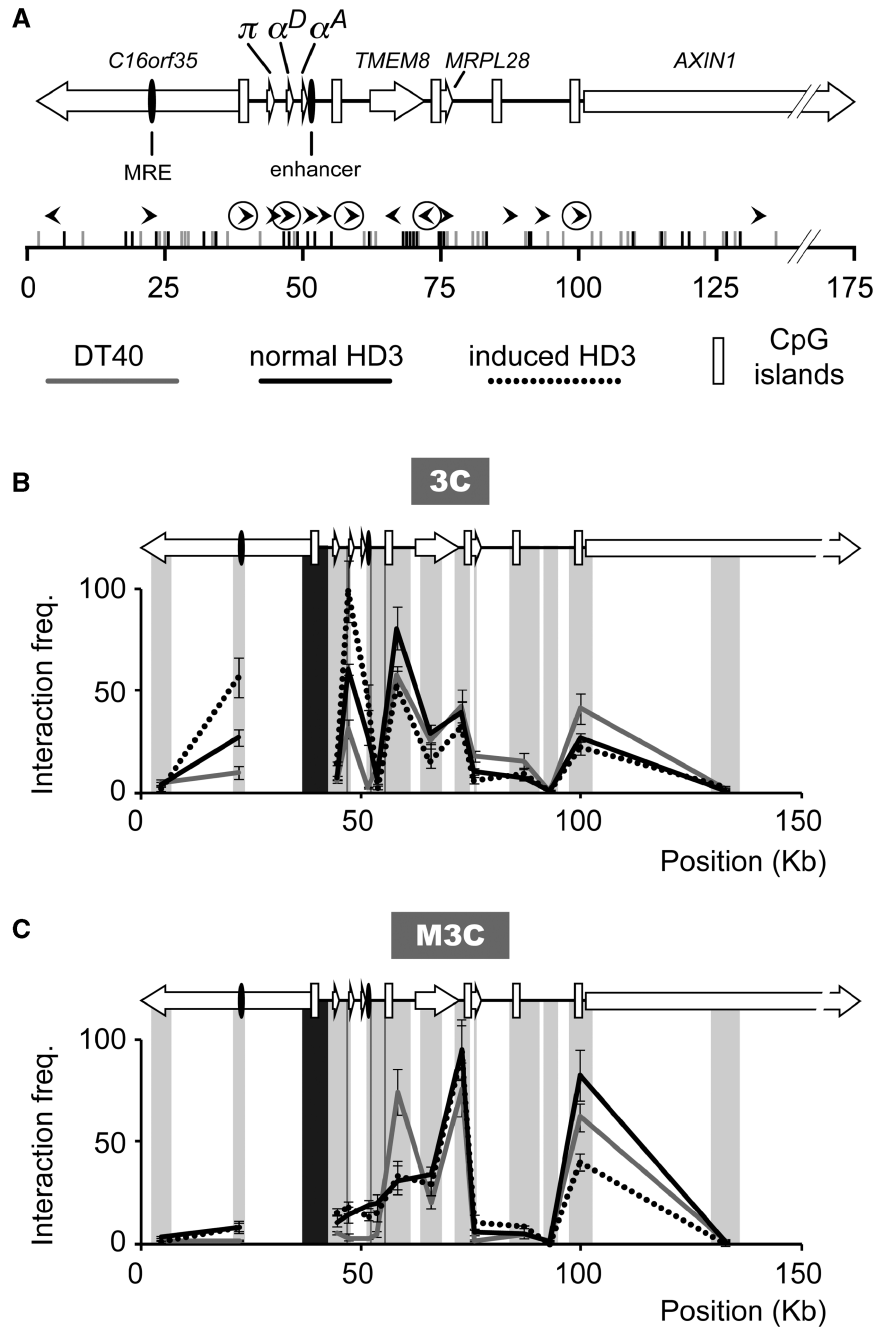 A
π α^D α^A
C16orf35 TMEM8 MRPL28 AXIN1
MRE enhancer
0 25 50 75 100 125 175
DT40 normal HD3 induced HD3 CpG islands
B
3C
Interaction freq.
100
50
0
0 50 100 150
Position (Kb)
C
M3C
Interaction freq.
100
50
0
0 50 100 150
Position (Kb)